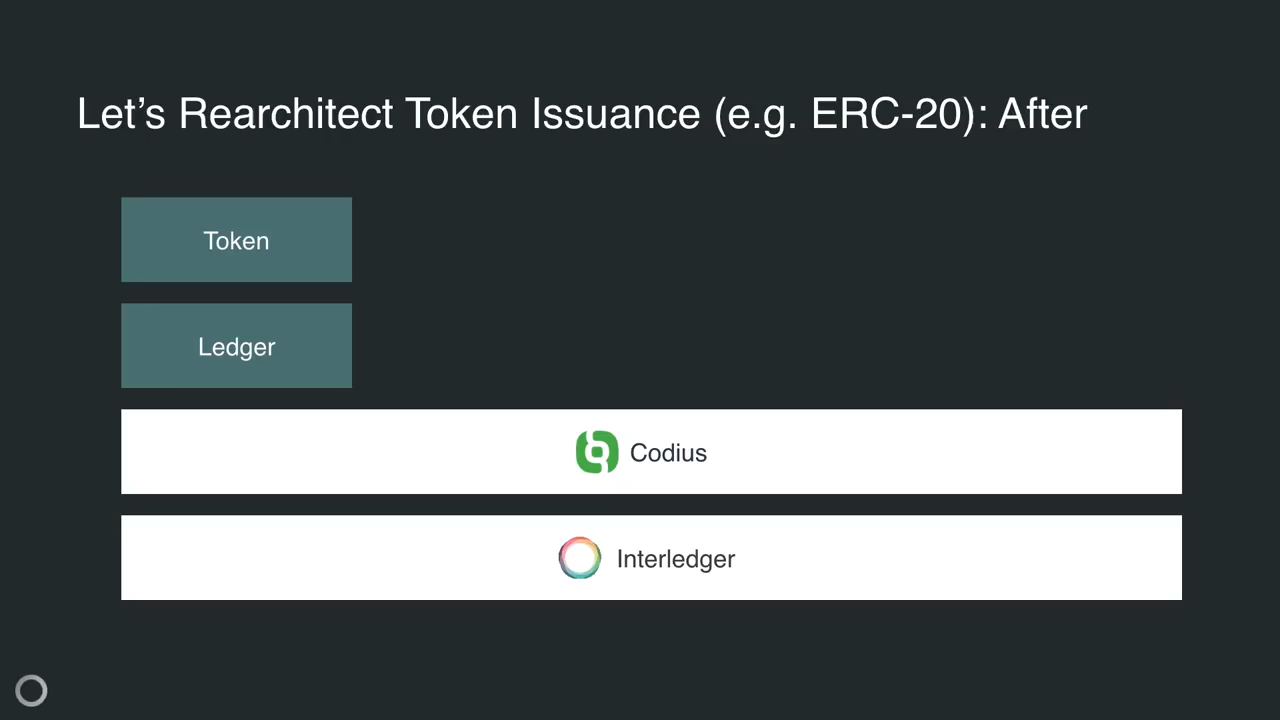 Let’s Rearchitect Token Issuance (e.g. ERC-20): After
Token
Ledger
Codius
Interledger